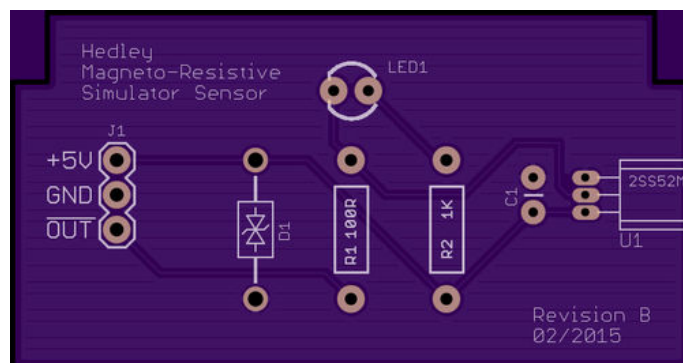 Hedley
Magneto-Resistive
Simulator Sensor
LED1
J1
+5V
GND
OUT
D1
R1 100R
R2 1K
C1
2SS52M
U1
Revision B
02/2015